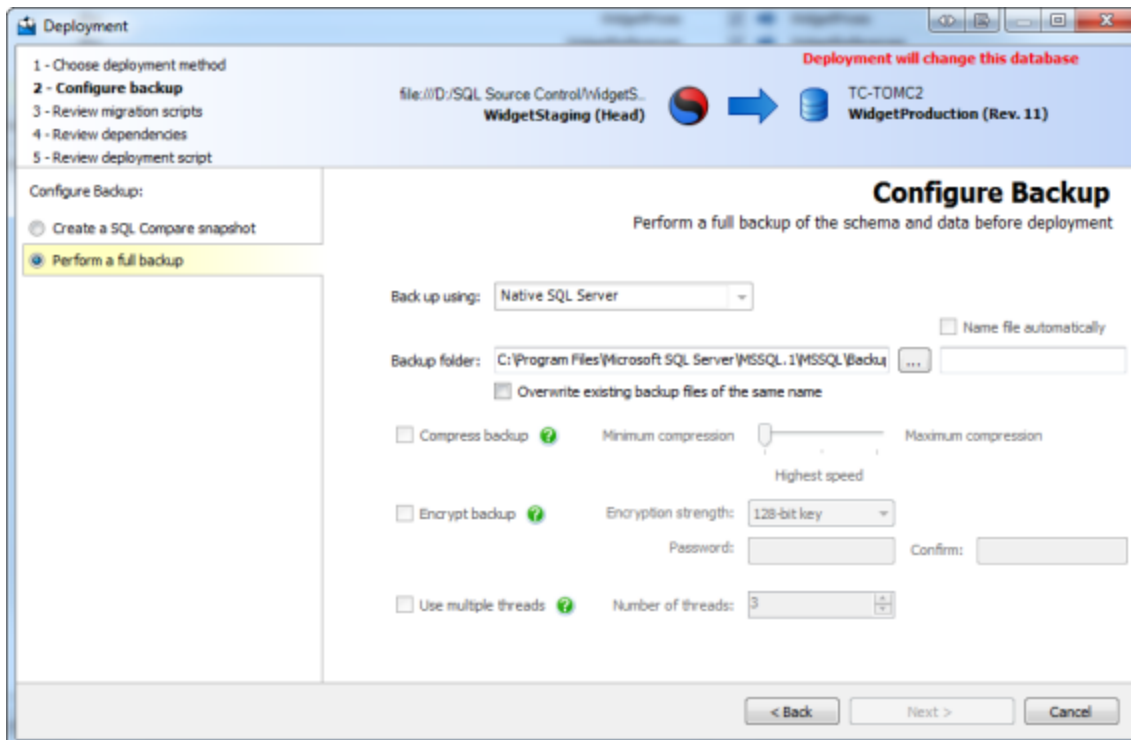 Deployment
1 - Choose deployment method
2 - Configure backup
3 - Review migration scripts
4 - Review dependencies
5 - Review deployment script
Deployment will change this database
file:///D:/SQL Source Control/WidgetS...
WidgetStaging (Head)
TC-TOMC2
WidgetProduction (Rev. 11)
Configure Backup:
Create a SQL Compare snapshot
Perform a full backup
Configure Backup
Perform a full backup of the schema and data before deployment
Back up using: Native SQL Server
Name file automatically
Backup folder: C:\Program Files\Microsoft SQL Server\MSSQL.1\MSSQL\Backup ...
Overwrite existing backup files of the same name
Compress backup ? Minimum compression Maximum compression
Highest speed
Encrypt backup ? Encryption strength: 128-bit key
Password: Confirm:
Use multiple threads ? Number of threads: 3
< Back Next > Cancel